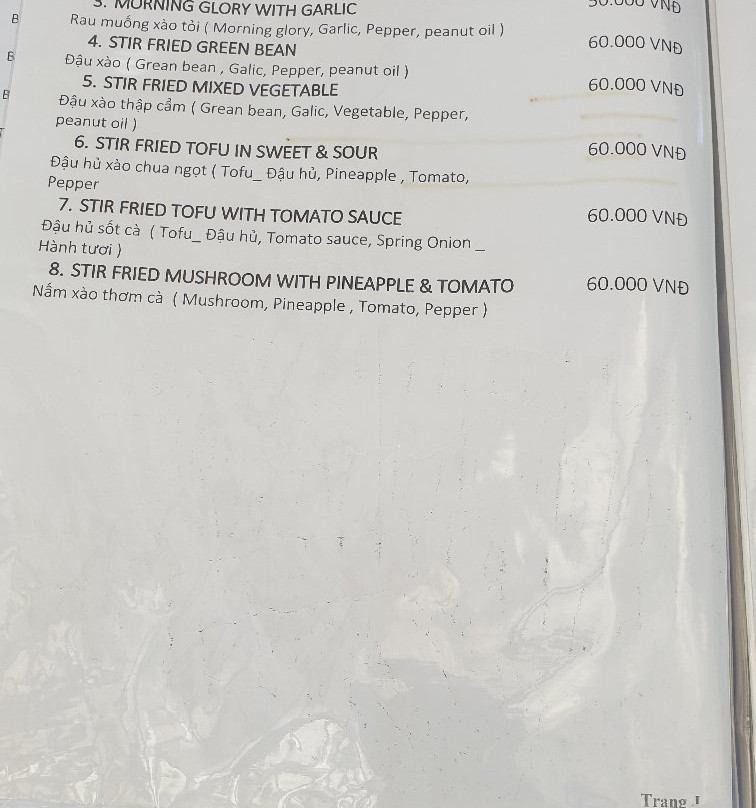 3. MORNING GLORY WITH GARLIC 50.000 VNĐ
Rau muống xào tỏi ( Morning glory, Garlic, Pepper, peanut oil )
4. STIR FRIED GREEN BEAN 60.000 VNĐ
Đậu xào ( Grean bean , Galic, Pepper, peanut oil )
5. STIR FRIED MIXED VEGETABLE 60.000 VNĐ
Đậu xào thập cẩm ( Grean bean, Galic, Vegetable, Pepper,
peanut oil )
6. STIR FRIED TOFU IN SWEET & SOUR 60.000 VNĐ
Đậu hủ xào chua ngọt ( Tofu_ Đậu hủ, Pineapple , Tomato,
Pepper
7. STIR FRIED TOFU WITH TOMATO SAUCE 60.000 VNĐ
Đậu hủ sốt cà ( Tofu_ Đậu hủ, Tomato sauce, Spring Onion _
Hành tươi )
8. STIR FRIED MUSHROOM WITH PINEAPPLE & TOMATO 60.000 VNĐ
Nấm xào thơm cà ( Mushroom, Pineapple , Tomato, Pepper )
B
B
B
Trang